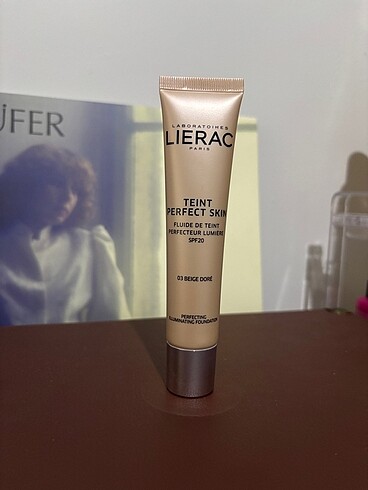 ÜFER
LABORATOIRES
LIERAC
PARIS
TEINT
PERFECT SKIN
FLUIDE DE TEINT
PERFECTEUR LUMIÈRE
SPF20
03 BEIGE DORÉ
PERFECTING
ILLUMINATING FOUNDATION